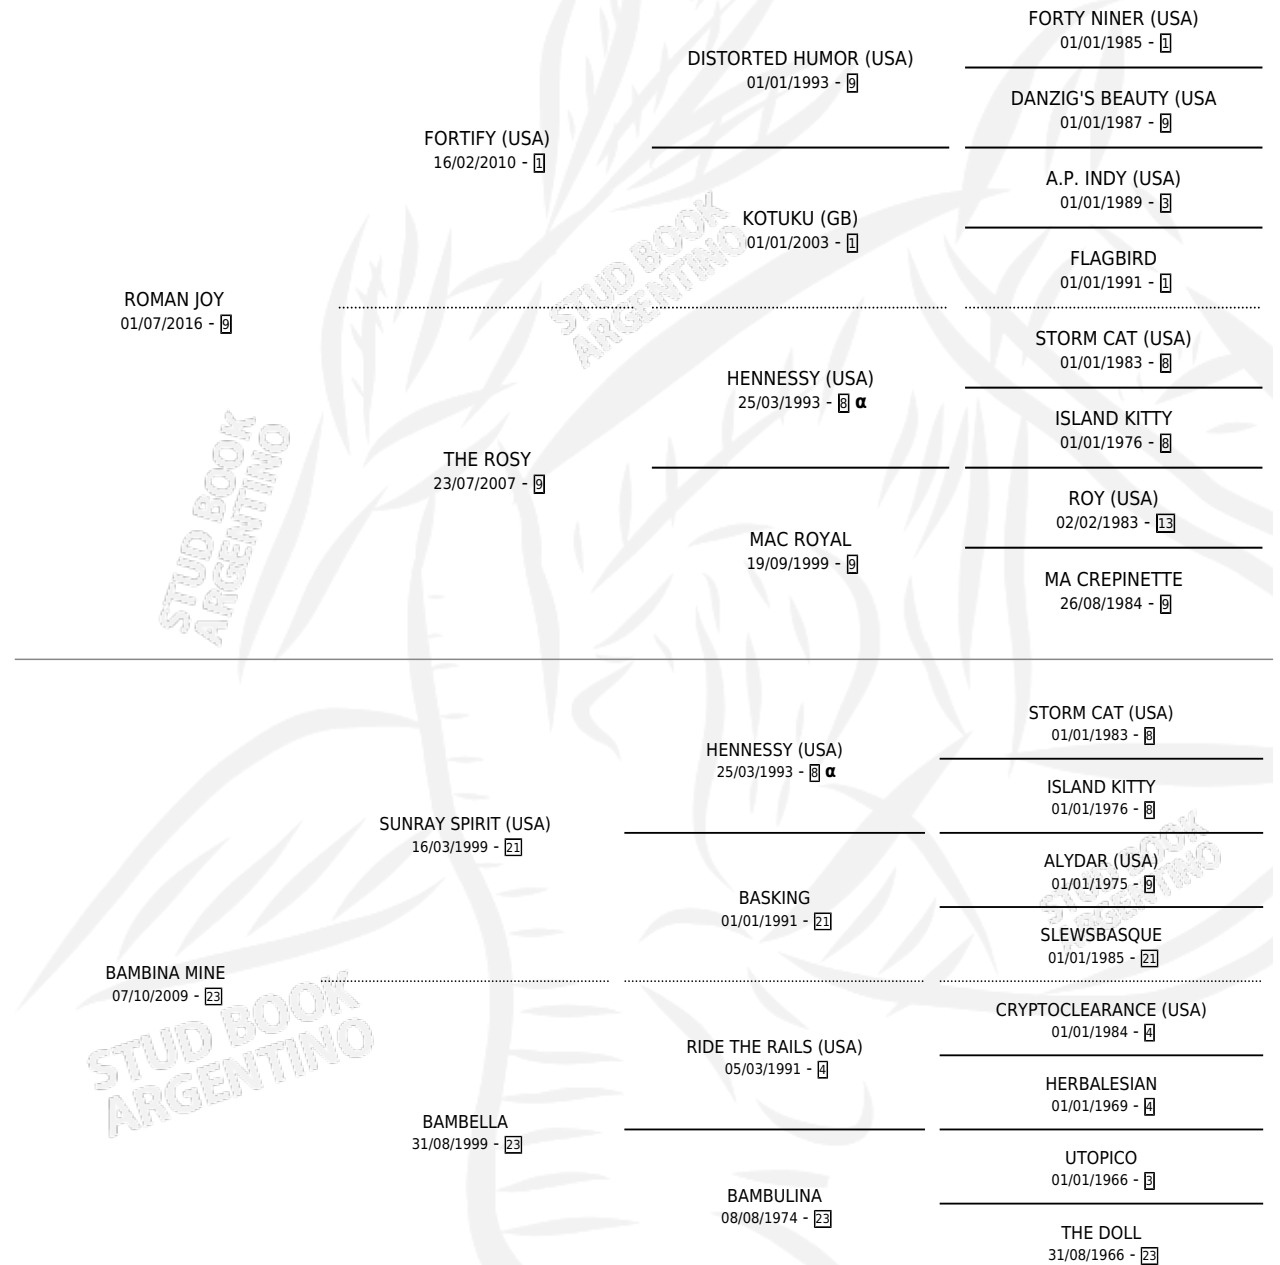 FORTY NINER (USA)
01/01/1985 - 1
DISTORTED HUMOR (USA)
01/01/1993 - 9
DANZIG'S BEAUTY (USA
01/01/1987 - 9
FORTIFY (USA)
16/02/2010 - 1
A.P. INDY (USA)
01/01/1989 - 3
KOTUKU (GB)
01/01/2003 - 1
FLAGBIRD
01/01/1991 - 1
ROMAN JOY
01/07/2016 - 9
STORM CAT (USA)
01/01/1983 - 8
HENNESSY (USA)
25/03/1993 - 8 α
ISLAND KITTY
01/01/1976 - 8
THE ROSY
23/07/2007 - 9
ROY (USA)
02/02/1983 - 13
MAC ROYAL
19/09/1999 - 9
MA CREPINETTE
26/08/1984 - 9
STORM CAT (USA)
01/01/1983 - 8
HENNESSY (USA)
25/03/1993 - 8 α
ISLAND KITTY
01/01/1976 - 8
SUNRAY SPIRIT (USA)
16/03/1999 - 21
ALYDAR (USA)
01/01/1975 - 9
BASKING
01/01/1991 - 21
SLEWSBASQUE
01/01/1985 - 21
BAMBINA MINE
07/10/2009 - 23
CRYPTOCLEARANCE (USA)
01/01/1984 - 4
RIDE THE RAILS (USA)
05/03/1991 - 4
HERBALESIAN
01/01/1969 - 4
BAMBELLA
31/08/1999 - 23
UTOPICO
01/01/1966 - 3
BAMBULINA
08/08/1974 - 23
THE DOLL
31/08/1966 - 23
STUD BOOK
ARGENTINO
STUD BOOK
ARGENTINO
STUD BOOK
ARGENTINO
STUD BOOK
ARGENTINO